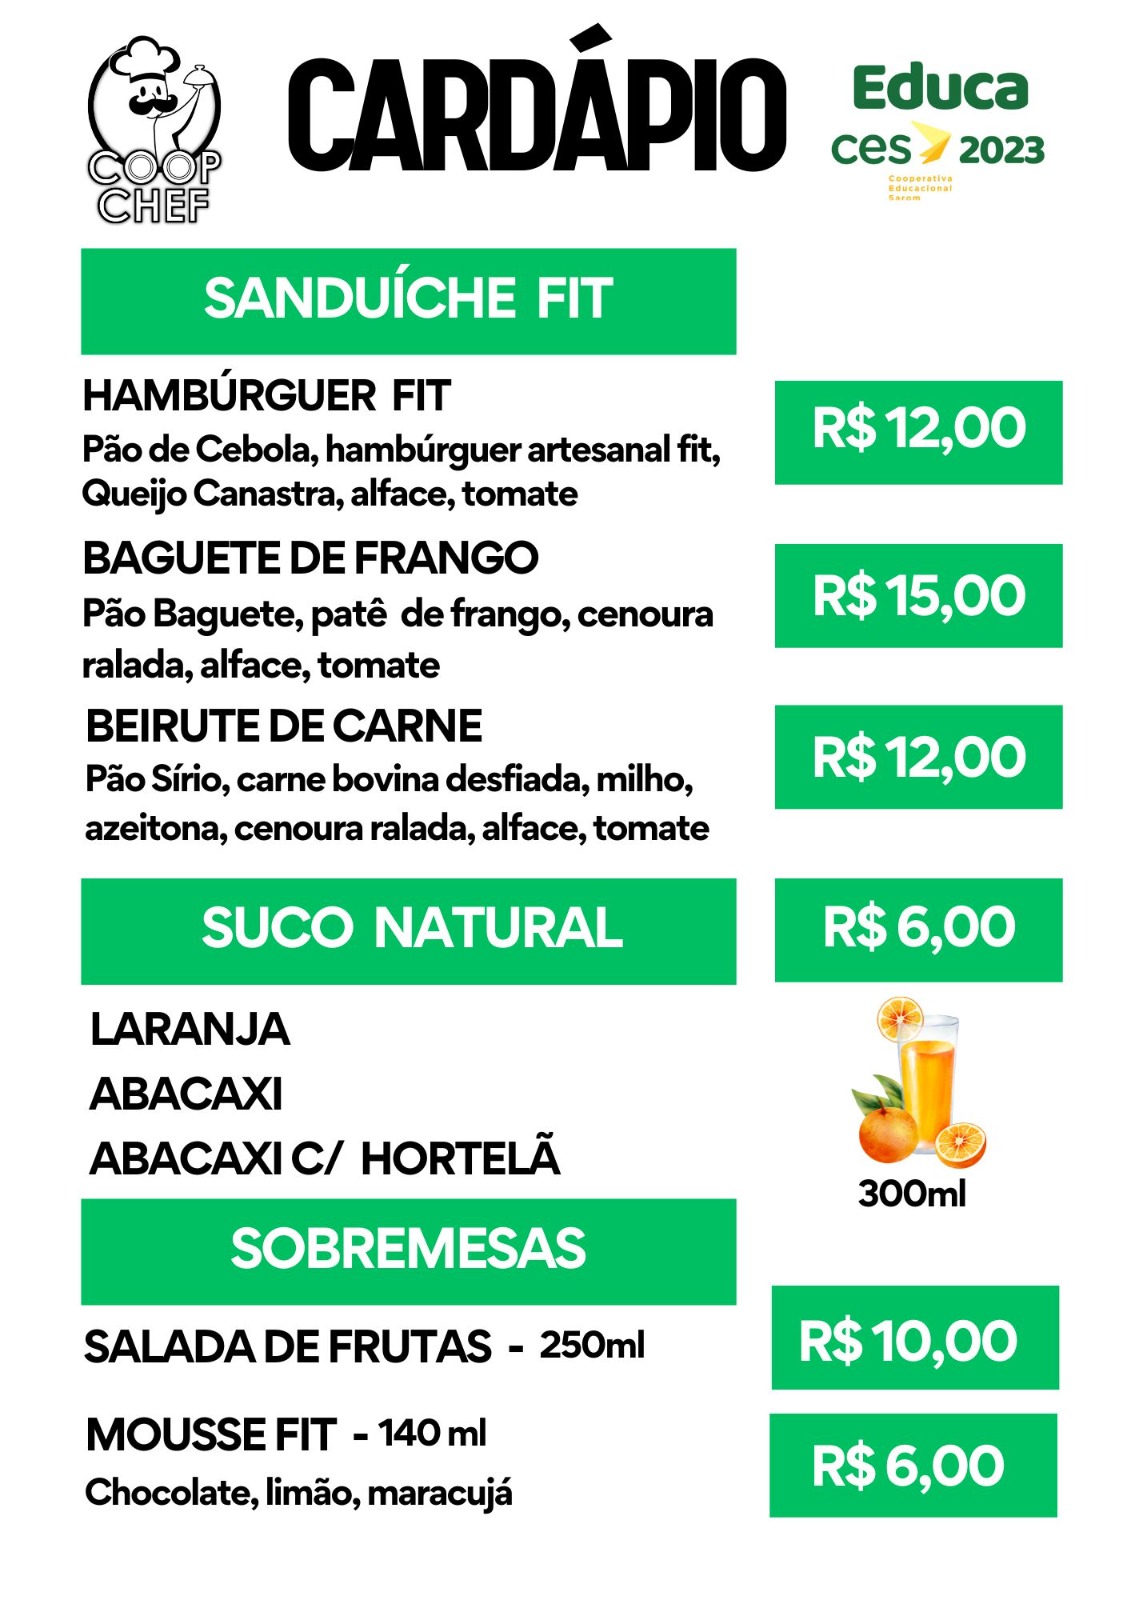 COOP
CHEF
CARDÁPIO
Educa
ces 2023
Cooperativa
Educacional
Sarom
SANDUÍCHE FIT
HAMBÚRGUER FIT
Pão de Cebola, hambúrguer artesanal fit,
Queijo Canastra, alface, tomate
R$ 12,00
BAGUETE DE FRANGO
Pão Baguete, patê de frango, cenoura
ralada, alface, tomate
R$ 15,00
BEIRUTE DE CARNE
Pão Sírio, carne bovina desfiada, milho,
azeitona, cenoura ralada, alface, tomate
R$ 12,00
SUCO NATURAL
R$ 6,00
LARANJA
ABACAXI
ABACAXI C/ HORTELÃ
300ml
SOBREMESAS
SALADA DE FRUTAS - 250ml
R$ 10,00
MOUSSE FIT - 140 ml
Chocolate, limão, maracujá
R$ 6,00